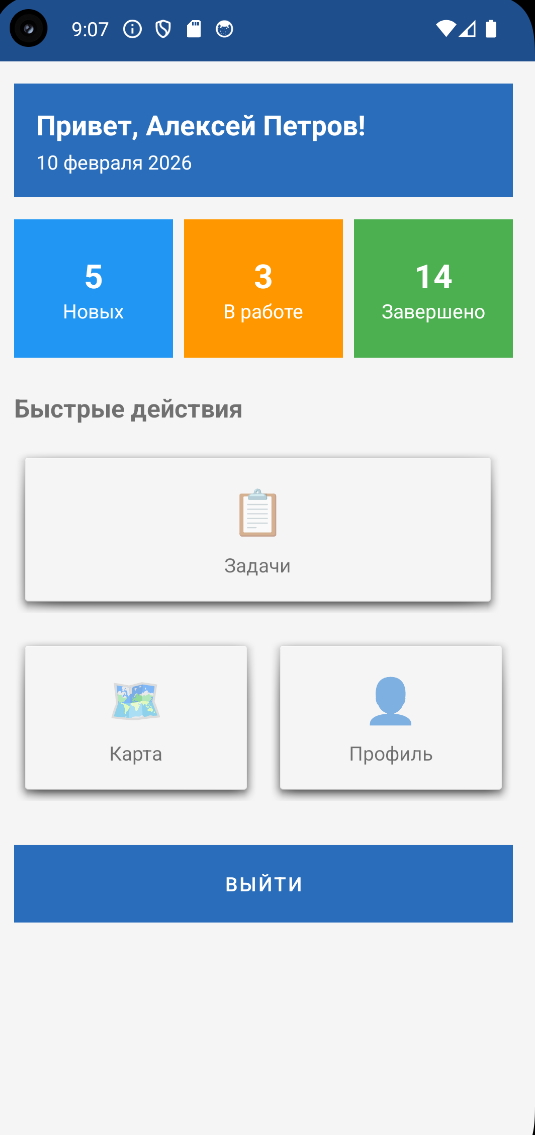 9:07
Привет, Алексей Петров!
10 февраля 2026
5
3
14
Новых
В работе
Завершено
Быстрые действия
Задачи
Карта
Профиль
ВЫЙТИ